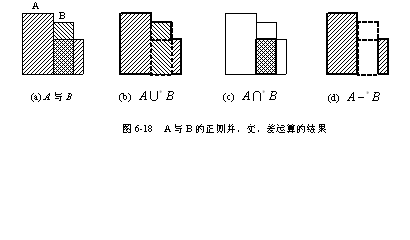 A
B
(a) A 与 B
(b) A∪*B
(c) A∩*B
(d) A−*B
图 6-18 A 与 B 的正则并、交、差运算的结果